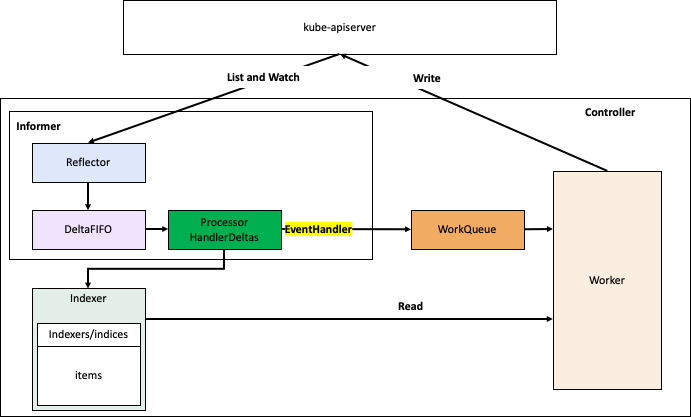 kube-apiserver
List and Watch
Write
Controller
Informer
Reflector
DeltaFIFO
Processor
HandlerDeltas
EventHandler
WorkQueue
Worker
Indexer
Indexers/indices
items
Read